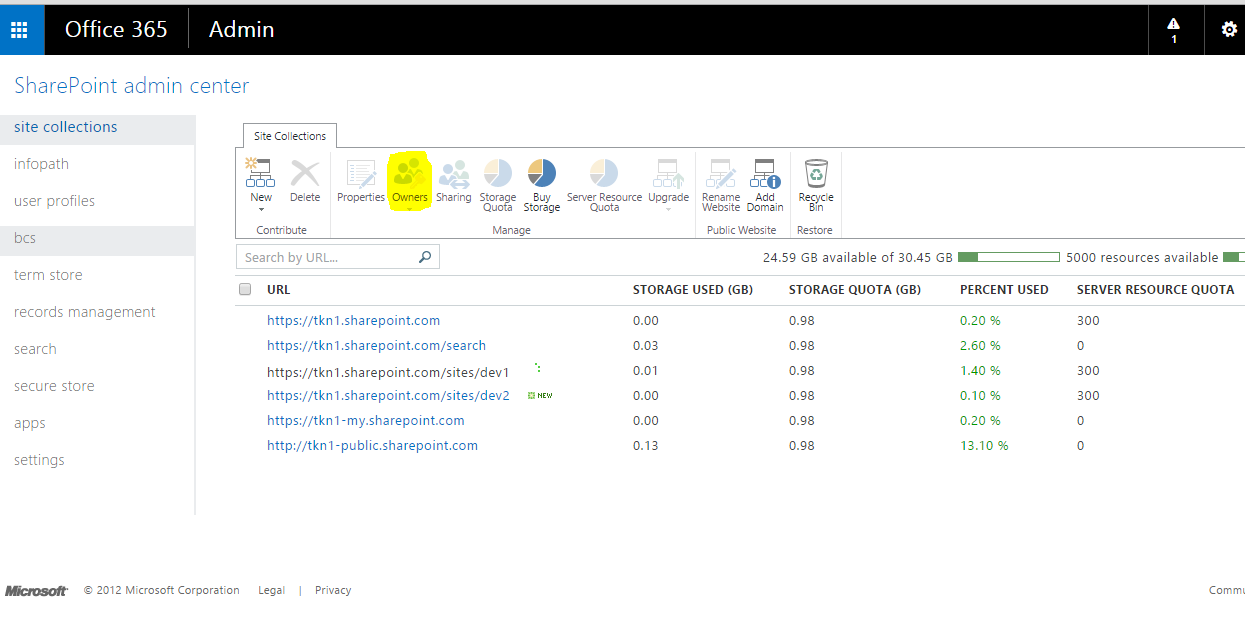 Office 365 Admin 1
SharePoint admin center
site collections
infopath
user profiles
bcs
term store
records management
search
secure store
apps
settings
Site Collections
New Delete Properties Owners Sharing Storage Quota Buy Storage Server Resource Quota Upgrade Rename Website Add Domain Recycle Bin
Contribute Manage Public Website Restore
Search by URL... 24.59 GB available of 30.45 GB 5000 resources available
URL STORAGE USED (GB) STORAGE QUOTA (GB) PERCENT USED SERVER RESOURCE QUOTA
https://tkn1.sharepoint.com 0.00 0.98 0.20 % 300
https://tkn1.sharepoint.com/search 0.03 0.98 2.60 % 0
https://tkn1.sharepoint.com/sites/dev1 0.01 0.98 1.40 % 300
https://tkn1.sharepoint.com/sites/dev2 NEW 0.00 0.98 0.10 % 300
https://tkn1-my.sharepoint.com 0.00 0.98 0.20 % 0
http://tkn1-public.sharepoint.com 0.13 0.98 13.10 % 0
Microsoft © 2012 Microsoft Corporation Legal | Privacy Commu